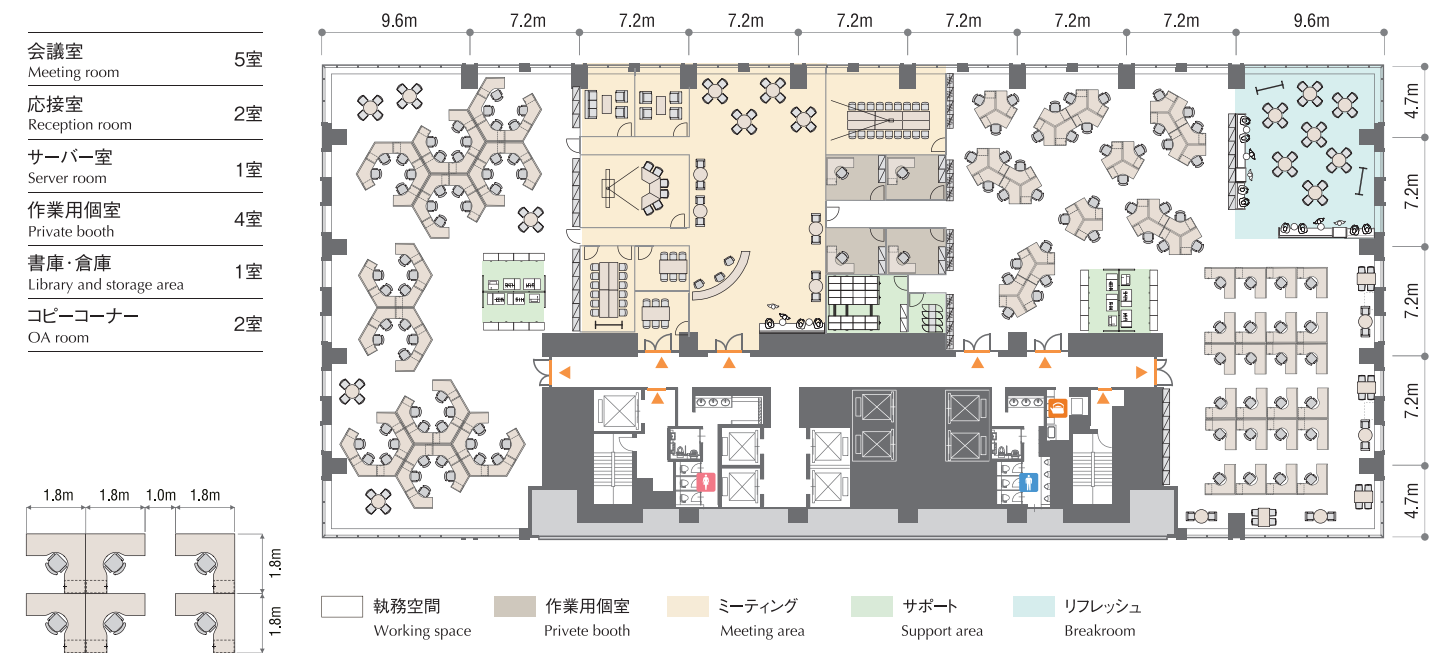 9.6m 7.2m 7.2m 7.2m 7.2m 7.2m 7.2m 7.2m 9.6m
会議室 5室
Meeting room
応接室 2室
Reception room
サーバー室 1室
Server room
作業用個室 4室
Private booth
書庫・倉庫 1室
Library and storage area
コピーコーナー 2室
OA room
4.7m
7.2m
7.2m
7.2m
4.7m
1.8m 1.8m 1.0m 1.8m
1.8m
1.8m
執務空間
Working space
作業用個室
Privete booth
ミーティング
Meeting area
サポート
Support area
リフレッシュ
Breakroom